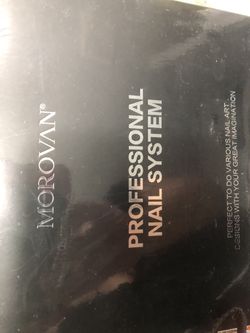 MOROVAN®
PROFESSIONAL
NAIL SYSTEM
PERFECT TO DO VARIOUS NAIL ART
DESIGNS WITH YOUR GREAT IMAGINATION